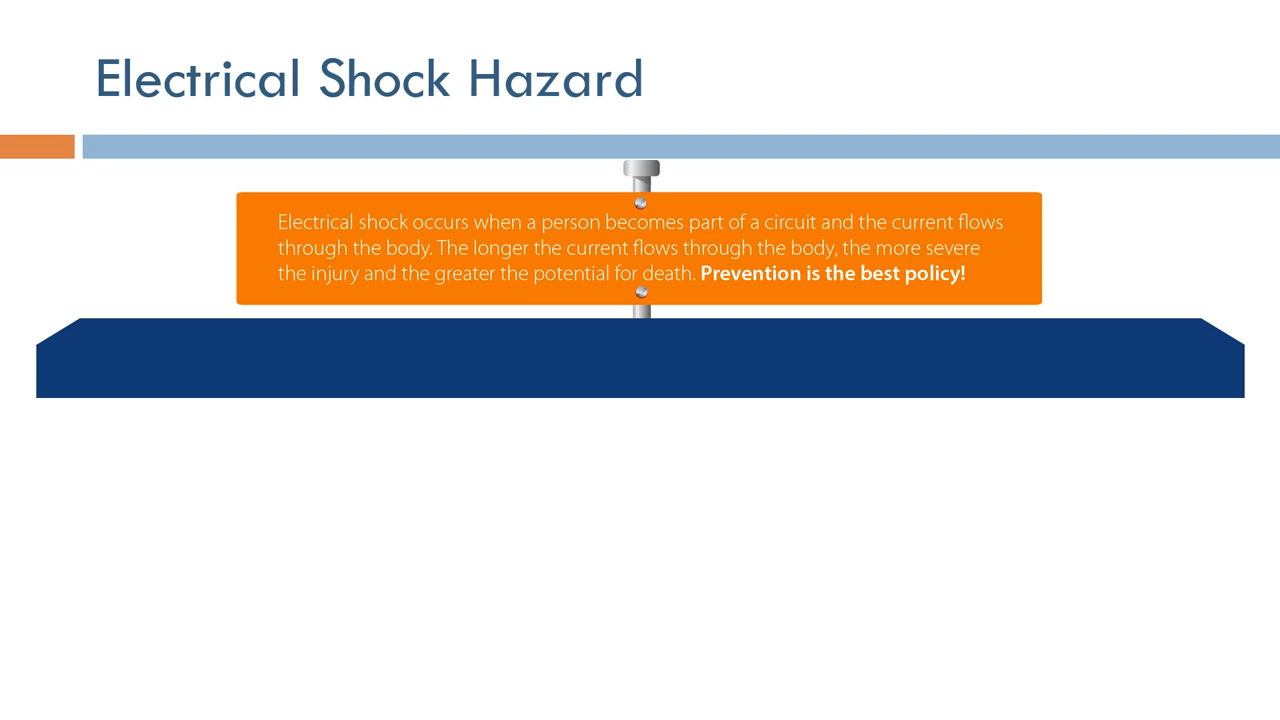 Electrical Shock Hazard
Electrical shock occurs when a person becomes part of a circuit and the current flows
through the body. The longer the current flows through the body, the more severe
the injury and the greater the potential for death. Prevention is the best policy!